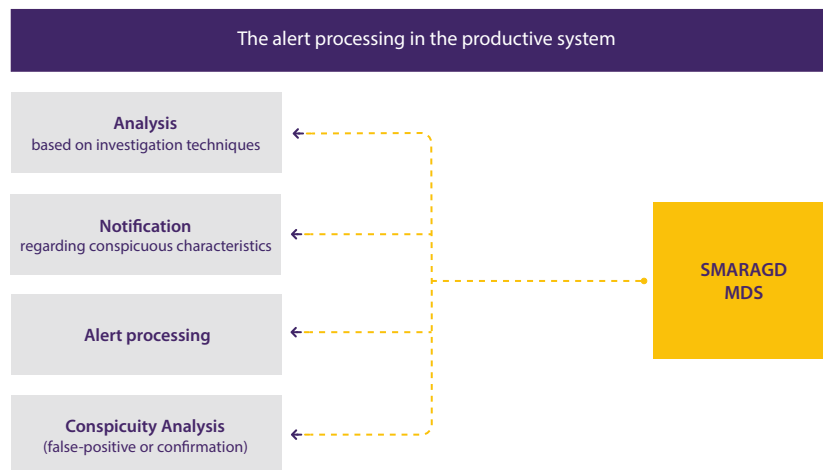 The alert processing in the productive system
Analysis
based on investigation techniques
Notification
regarding conspicuous characteristics
Alert processing
Conspicuity Analysis
(false-positive or confirmation)
SMARAGD
MDS